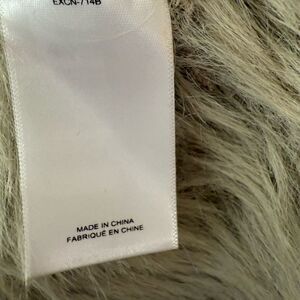 EXCN-714B
MADE IN CHINA
FABRIQUÉ EN CHINE